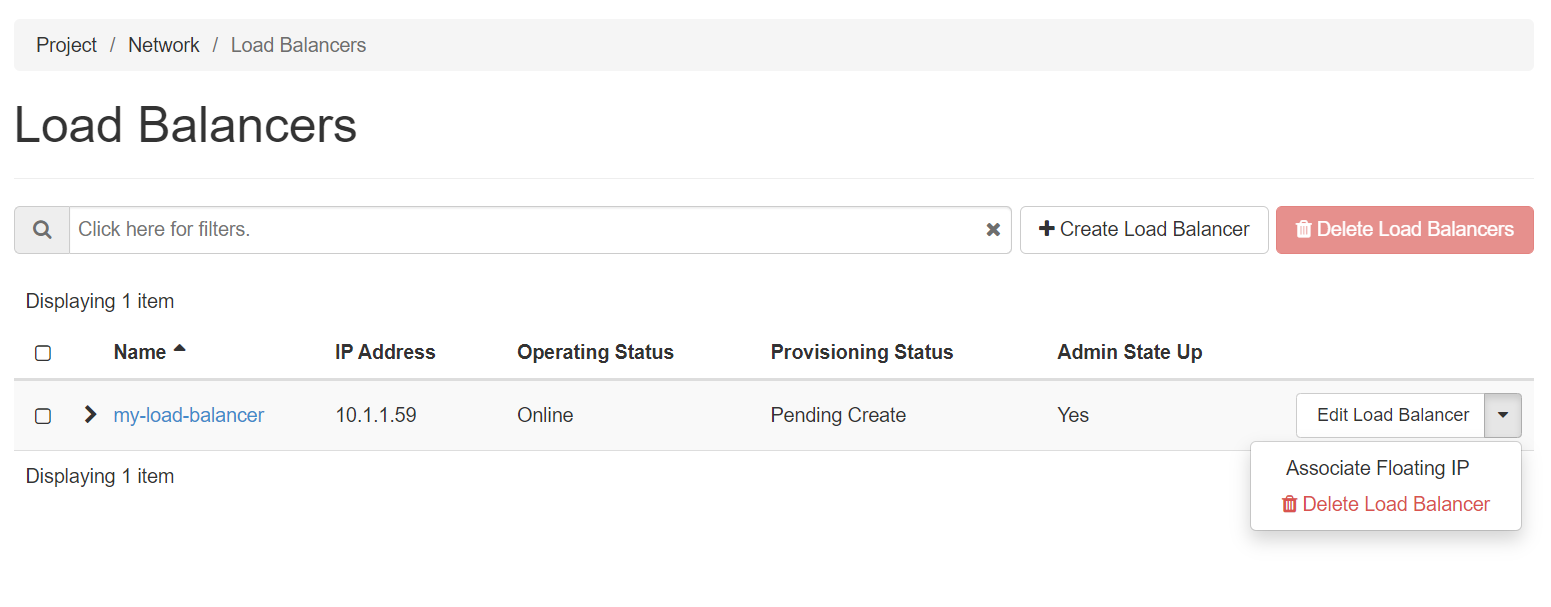 Project / Network / Load Balancers
Load Balancers
Click here for filters.
Create Load Balancer
Delete Load Balancers
Displaying 1 item
Name IP Address Operating Status Provisioning Status Admin State Up
my-load-balancer 10.1.1.59 Online Pending Create Yes Edit Load Balancer
Associate Floating IP
Displaying 1 item
Delete Load Balancer